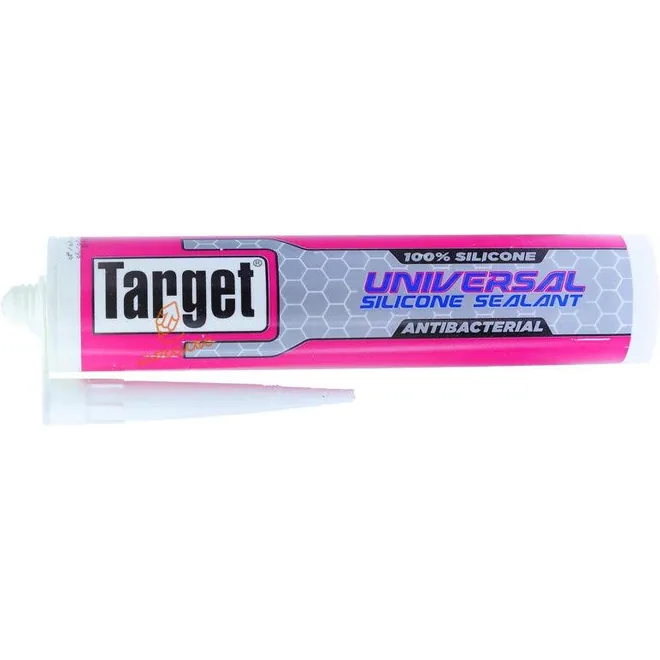 Target®
100% SILICONE
UNIVERSAL
SILICONE SEALANT
ANTIBACTERIAL